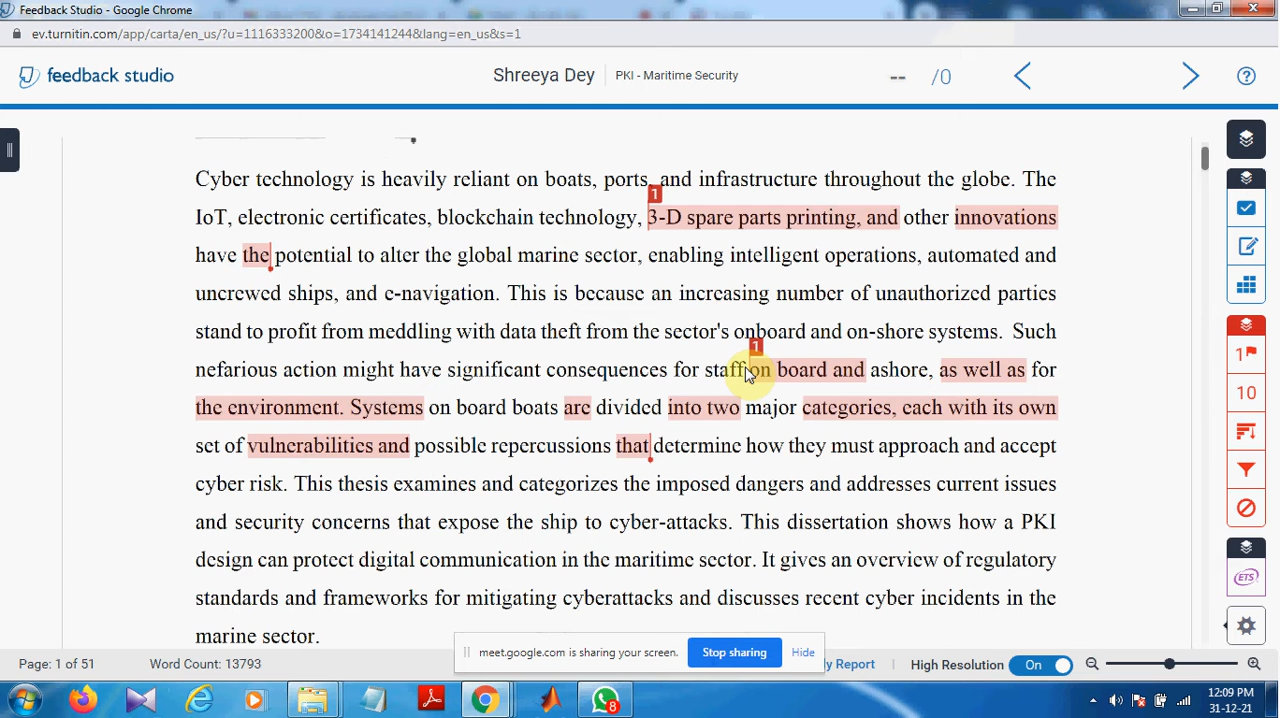 Feedback Studio - Google Chrome
ev.turnitin.com/app/carta/en_us/?u=1116333200&o=1734141244&lang=en_us&s=1
feedback studio
Shreeya Dey
PKI - Maritime Security
-- /0
Cyber technology is heavily reliant on boats, ports, and infrastructure throughout the globe. The
1
IoT, electronic certificates, blockchain technology, 3-D spare parts printing, and other innovations
have the potential to alter the global marine sector, enabling intelligent operations, automated and
uncrewed ships, and e-navigation. This is because an increasing number of unauthorized parties
stand to profit from meddling with data theft from the sector's onboard and on-shore systems. Such
1
nefarious action might have significant consequences for staff on board and ashore, as well as for
the environment. Systems on board boats are divided into two major categories, each with its own
set of vulnerabilities and possible repercussions that determine how they must approach and accept
cyber risk. This thesis examines and categorizes the imposed dangers and addresses current issues
and security concerns that expose the ship to cyber-attacks. This dissertation shows how a PKI
design can protect digital communication in the maritime sector. It gives an overview of regulatory
standards and frameworks for mitigating cyberattacks and discusses recent cyber incidents in the
marine sector.
1
10
ETS
meet.google.com is sharing your screen.
Stop sharing
Hide
Page: 1 of 51
Word Count: 13793
y Report
High Resolution
On
8
12:09 PM
31-12-21